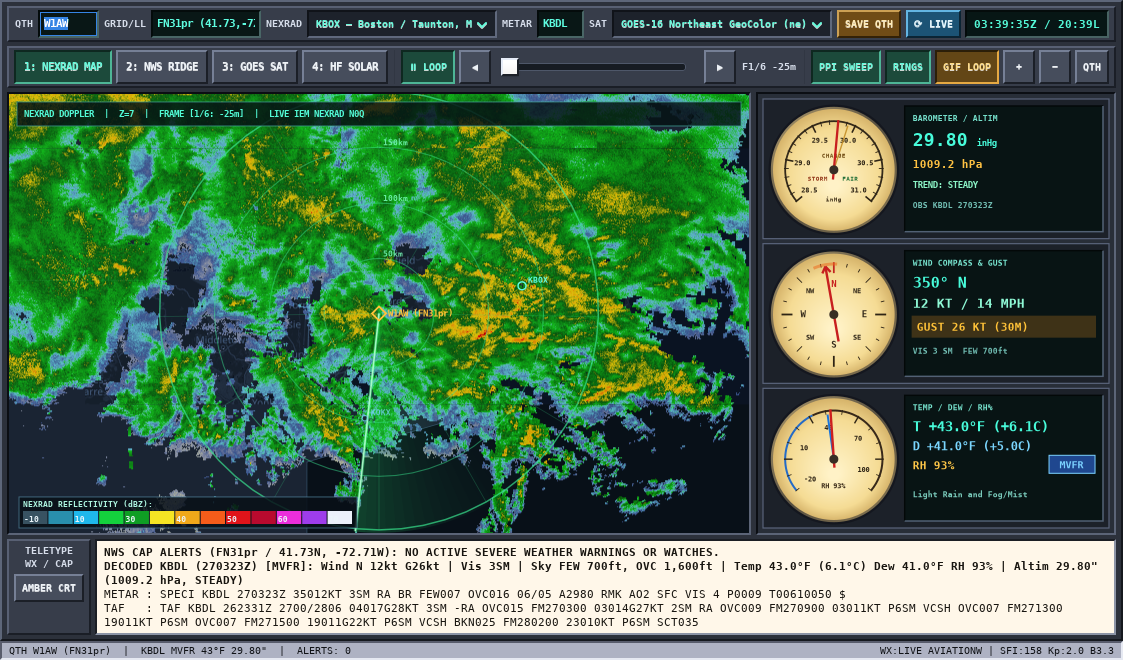 QTH W1AW GRID/LL FN31pr (41.73,-7 NEXRAD KBOX — Boston / Taunton, M METAR KBDL SAT GOES-16 Northeast GeoColor (ne) SAVE QTH ⟳ LIVE 03:39:35Z / 20:39L
1: NEXRAD MAP 2: NWS RIDGE 3: GOES SAT 4: HF SOLAR ⏸ LOOP ◀ ▶ F1/6 -25m PPI SWEEP RINGS GIF LOOP + − QTH
NEXRAD DOPPLER | Z=7 | FRAME [1/6: -25m] | LIVE IEM NEXRAD N0Q
150km
100km
50km
KBOX
W1AW (FN31pr)
KOKX
NEXRAD REFLECTIVITY (dBZ):
-10 10 30 40 50 60
29.5 30.0
CHANGE
29.0 30.5
STORM FAIR
28.5 31.0
inHg
BAROMETER / ALTIM
29.80 inHg
1009.2 hPa
TREND: STEADY
OBS KBDL 270323Z
N
NW NE
W E
SW SE
S
WIND COMPASS & GUST
350° N
12 KT / 14 MPH
GUST 26 KT (30M)
VIS 3 SM FEW 700ft
70
10
-20 100
RH 93%
TEMP / DEW / RH%
T +43.0°F (+6.1C)
D +41.0°F (+5.0C)
RH 93% MVFR
Light Rain and Fog/Mist
TELETYPE
WX / CAP
AMBER CRT
NWS CAP ALERTS (FN31pr / 41.73N, -72.71W): NO ACTIVE SEVERE WEATHER WARNINGS OR WATCHES.
DECODED KBDL (270323Z) [MVFR]: Wind N 12kt G26kt | Vis 3SM | Sky FEW 700ft, OVC 1,600ft | Temp 43.0°F (6.1°C) Dew 41.0°F RH 93% | Altim 29.80"
(1009.2 hPa, STEADY)
METAR : SPECI KBDL 270323Z 35012KT 3SM RA BR FEW007 OVC016 06/05 A2980 RMK AO2 SFC VIS 4 P0009 T00610050 $
TAF : TAF KBDL 262331Z 2700/2806 04017G28KT 3SM -RA OVC015 FM270300 03014G27KT 2SM RA OVC009 FM270900 03011KT P6SM VCSH OVC007 FM271300
19011KT P6SM OVC007 FM271500 19011G22KT P6SM VCSH BKN025 FM280200 23010KT P6SM SCT035
QTH W1AW (FN31pr) | KBDL MVFR 43°F 29.80" | ALERTS: 0 WX:LIVE AVIATIONW | SFI:158 Kp:2.0 B3.3